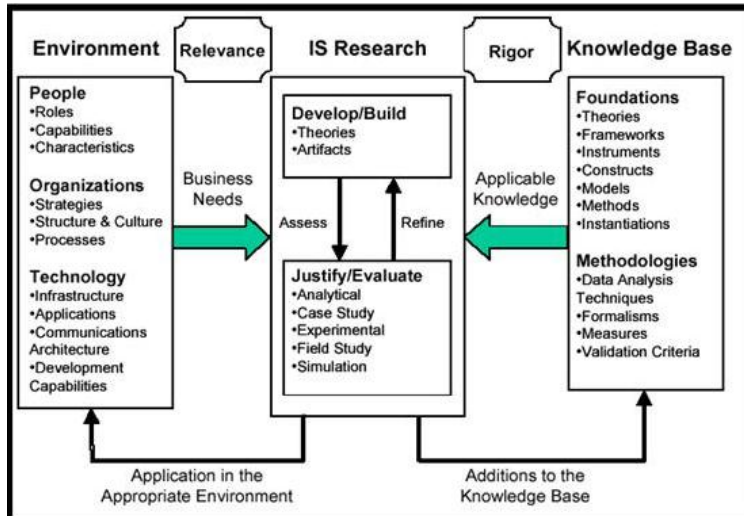 Environment
Relevance
IS Research
Rigor
Knowledge Base
People
•Roles
•Capabilities
•Characteristics
Organizations
•Strategies
•Structure & Culture
•Processes
Technology
•Infrastructure
•Applications
•Communications
Architecture
•Development
Capabilities
Business
Needs
Develop/Build
•Theories
•Artifacts
Assess
Refine
Justify/Evaluate
•Analytical
•Case Study
•Experimental
•Field Study
•Simulation
Applicable
Knowledge
Foundations
•Theories
•Frameworks
•Instruments
•Constructs
•Models
•Methods
•Instantiations
Methodologies
•Data Analysis
Techniques
•Formalisms
•Measures
•Validation Criteria
Application in the
Appropriate Environment
Additions to the
Knowledge Base